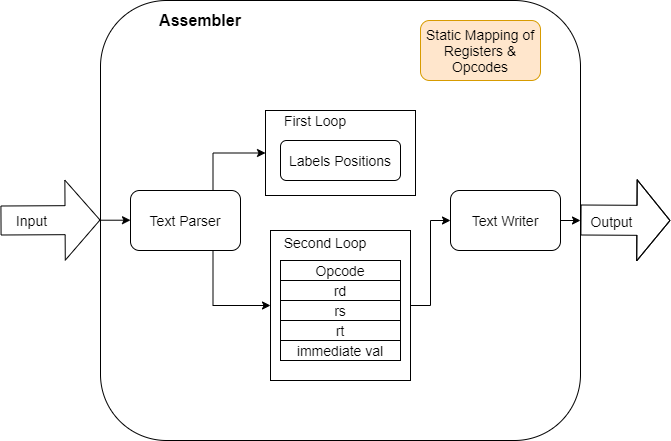 Assembler
Static Mapping of
Registers &
Opcodes
First Loop
Labels Positions
Input
Text Parser
Second Loop
Opcode
rd
rs
rt
immediate val
Text Writer
Output